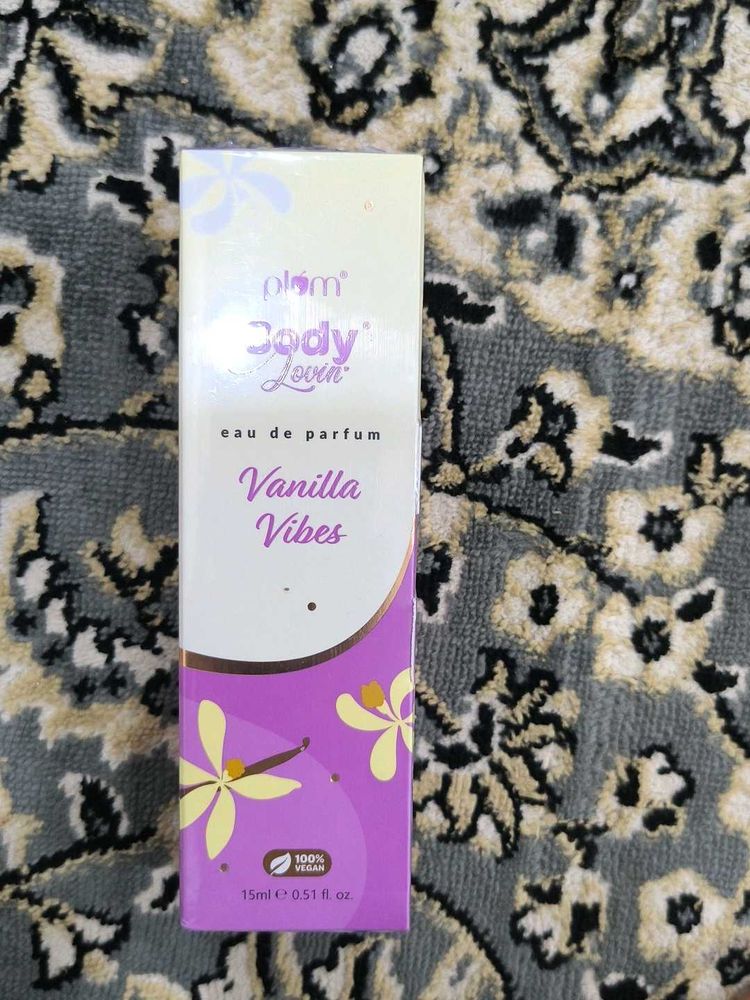 plum®
Body®
Lovin'
eau de parfum
Vanilla
Vibes
100%
VEGAN
15ml ℮ 0.51 fl. oz.